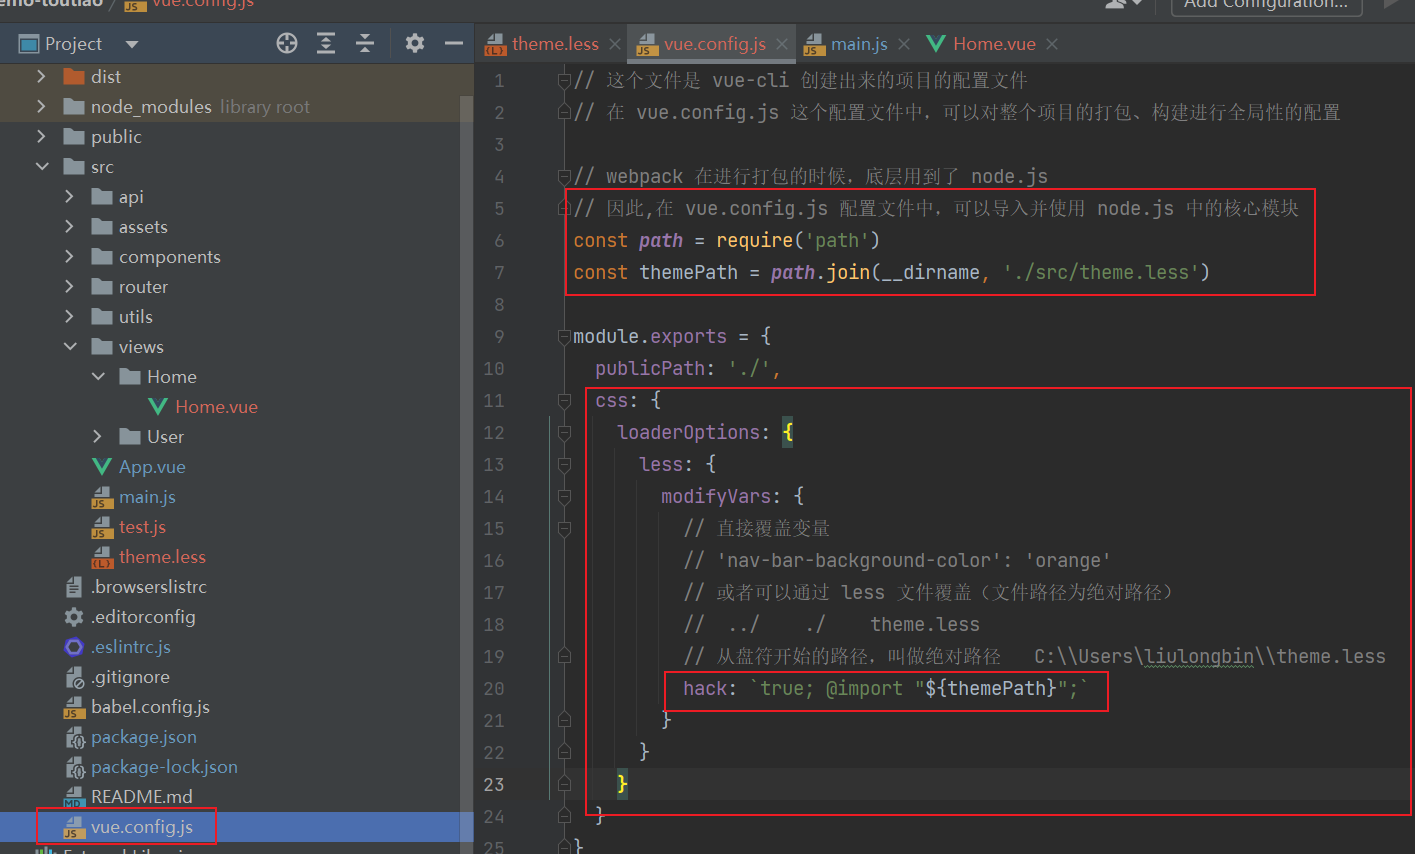 emo-toutiao / vue.config.js
Add Configuration...
Project
theme.less
vue.config.js
main.js
Home.vue
dist
node_modules library root
public
src
api
assets
components
router
utils
views
Home
Home.vue
User
App.vue
main.js
test.js
theme.less
.browserslistrc
.editorconfig
.eslintrc.js
.gitignore
babel.config.js
package.json
package-lock.json
README.md
vue.config.js
1 // 这个文件是 vue-cli 创建出来的项目的配置文件
2 // 在 vue.config.js 这个配置文件中，可以对整个项目的打包、构建进行全局性的配置
3
4 // webpack 在进行打包的时候，底层用到了 node.js
5 // 因此,在 vue.config.js 配置文件中，可以导入并使用 node.js 中的核心模块
6 const path = require('path')
7 const themePath = path.join(__dirname, './src/theme.less')
8
9 module.exports = {
10 publicPath: './',
11 css: {
12 loaderOptions: {
13 less: {
14 modifyVars: {
15 // 直接覆盖变量
16 // 'nav-bar-background-color': 'orange'
17 // 或者可以通过 less 文件覆盖（文件路径为绝对路径）
18 // ../ ./ theme.less
19 // 从盘符开始的路径，叫做绝对路径 C:\\Users\liulongbin\\theme.less
20 hack: `true; @import "${themePath}";`
21 }
22 }
23 }
24 }
25 }